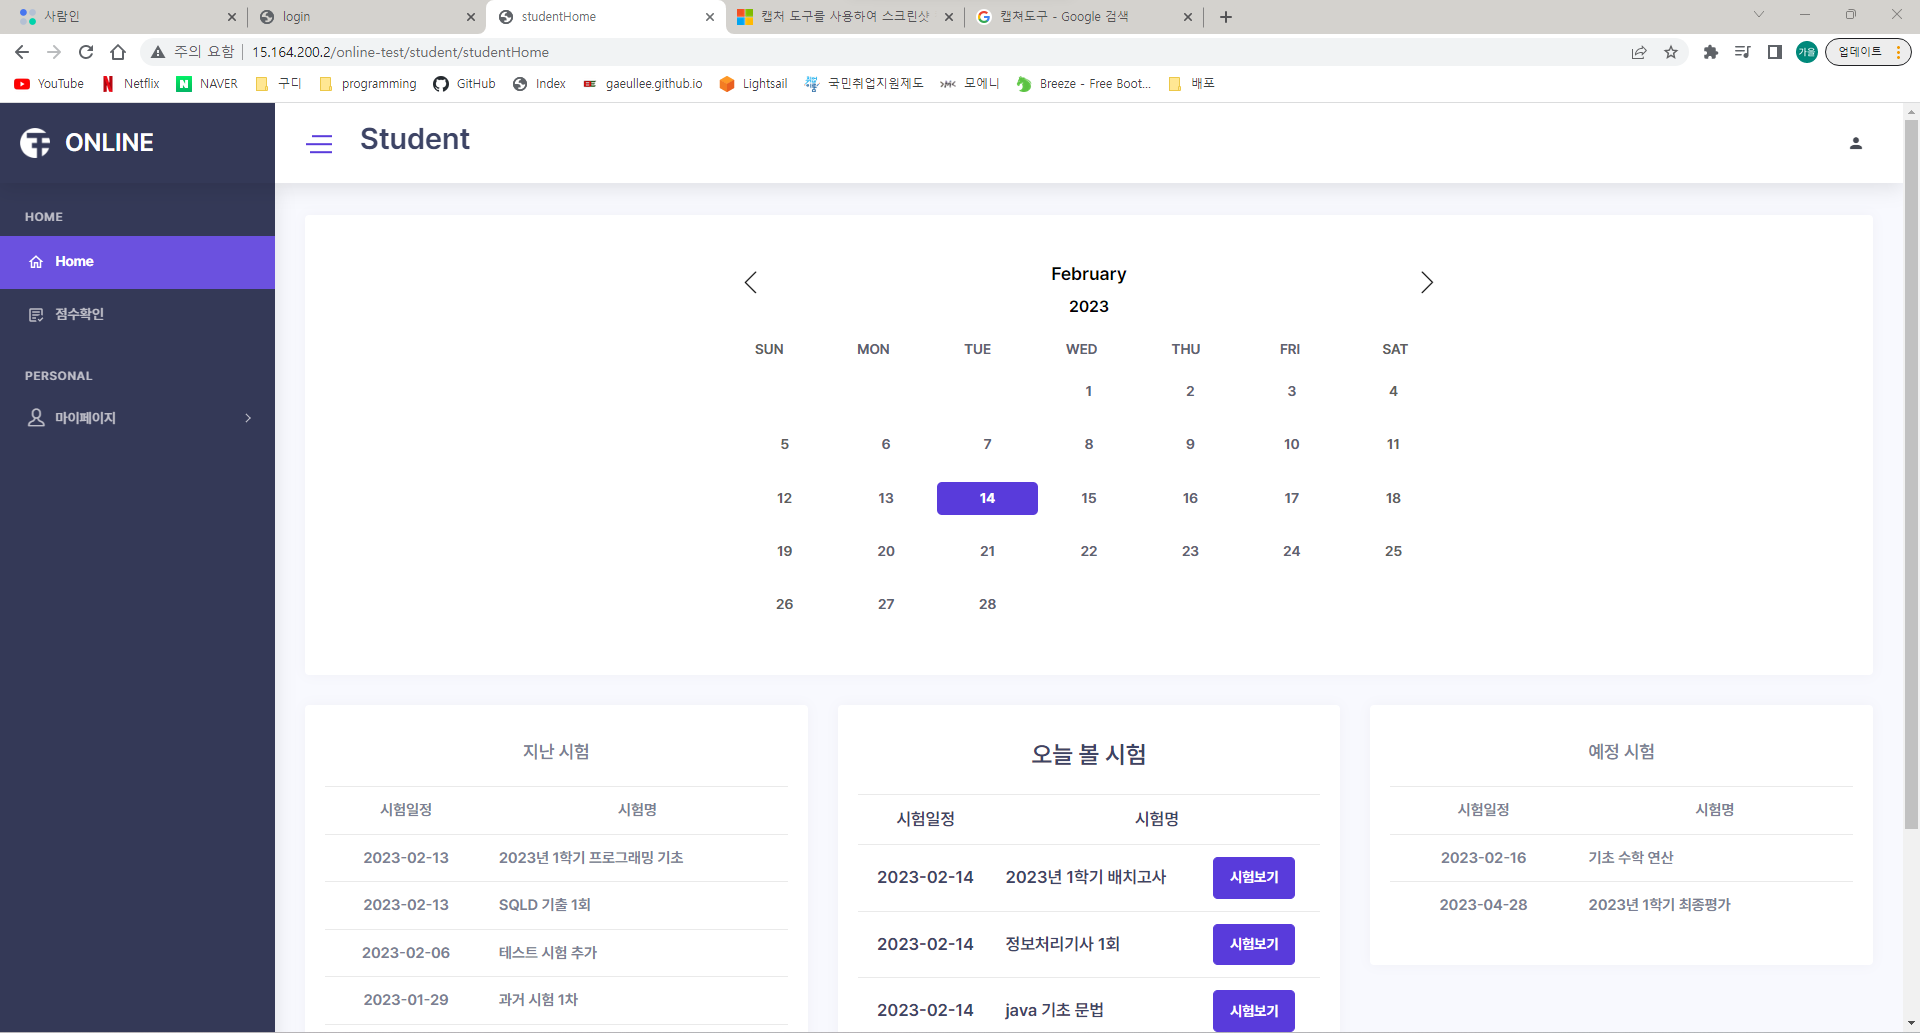 사람인
login
studentHome
캡처 도구를 사용하여 스크린샷
캡쳐도구 - Google 검색
주의 요함
15.164.200.2/online-test/student/studentHome
가을
업데이트
YouTube
Netflix
NAVER
구디
programming
GitHub
Index
gaeullee.github.io
Lightsail
국민취업지원제도
모에니
Breeze - Free Boot...
배포
ONLINE
Student
HOME
Home
점수확인
PERSONAL
마이페이지
February
2023
SUN MON TUE WED THU FRI SAT
1 2 3 4
5 6 7 8 9 10 11
12 13 14 15 16 17 18
19 20 21 22 23 24 25
26 27 28
지난 시험
시험일정 시험명
2023-02-13 2023년 1학기 프로그래밍 기초
2023-02-13 SQLD 기출 1회
2023-02-06 테스트 시험 추가
2023-01-29 과거 시험 1차
오늘 볼 시험
시험일정 시험명
2023-02-14 2023년 1학기 배치고사 시험보기
2023-02-14 정보처리기사 1회 시험보기
2023-02-14 java 기초 문법 시험보기
예정 시험
시험일정 시험명
2023-02-16 기초 수학 연산
2023-04-28 2023년 1학기 최종평가